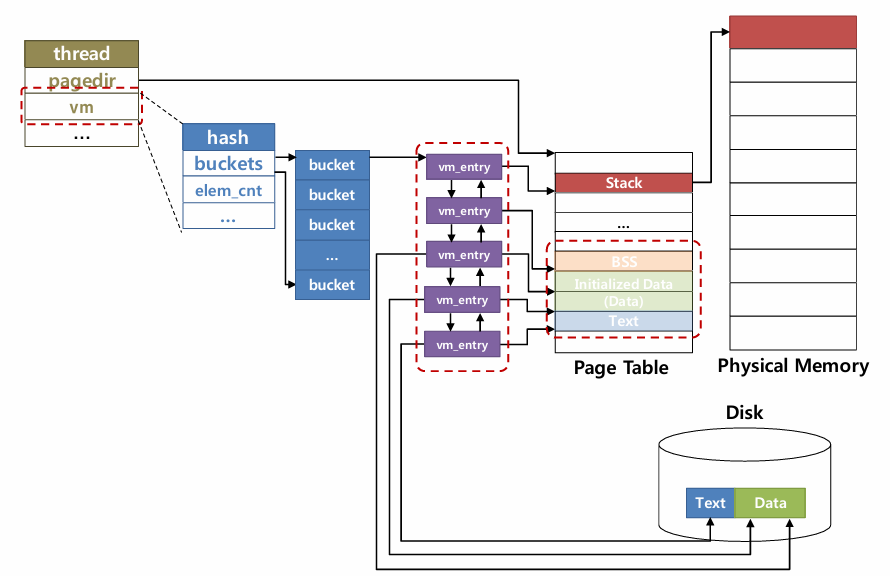 thread
pagedir
vm
...
hash
buckets
elem_cnt
...
bucket
bucket
bucket
...
bucket
vm_entry
vm_entry
vm_entry
vm_entry
vm_entry
Stack
...
BSS
Initialized Data
(Data)
Text
Page Table
Physical Memory
Disk
Text
Data